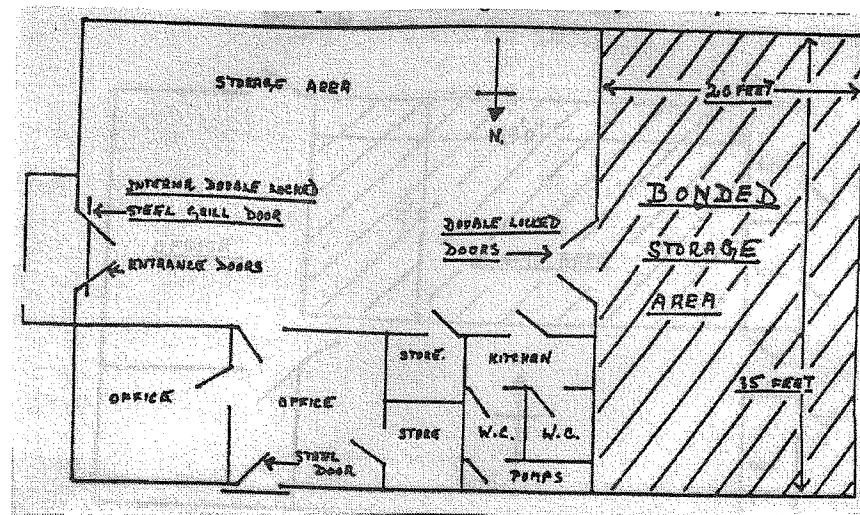 STORAGE AREA
N.
20 FEET
INTERNAL DOUBLE LOCKED
STEEL GRILL DOOR
ENTRANCE DOORS
DOUBLE LOCKED
DOORS
BONDED
STORAGE
AREA
35 FEET
OFFICE
OFFICE
STORE.
KITCHEN
STORE
W.C.
W.C.
STEEL
DOOR
PUMPS